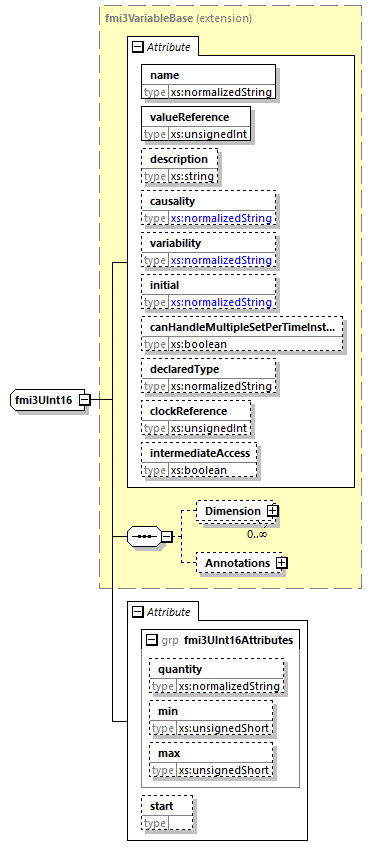 fmi3VariableBase (extension)
Attribute
name
type xs:normalizedString
valueReference
type xs:unsignedInt
description
type xs:string
causality
type xs:normalizedString
variability
type xs:normalizedString
initial
type xs:normalizedString
canHandleMultipleSetPerTimeInst...
type xs:boolean
declaredType
type xs:normalizedString
clockReference
type xs:unsignedInt
intermediateAccess
type xs:boolean
fmi3UInt16
Dimension
0..∞
Annotations
Attribute
grp fmi3UInt16Attributes
quantity
type xs:normalizedString
min
type xs:unsignedShort
max
type xs:unsignedShort
start
type